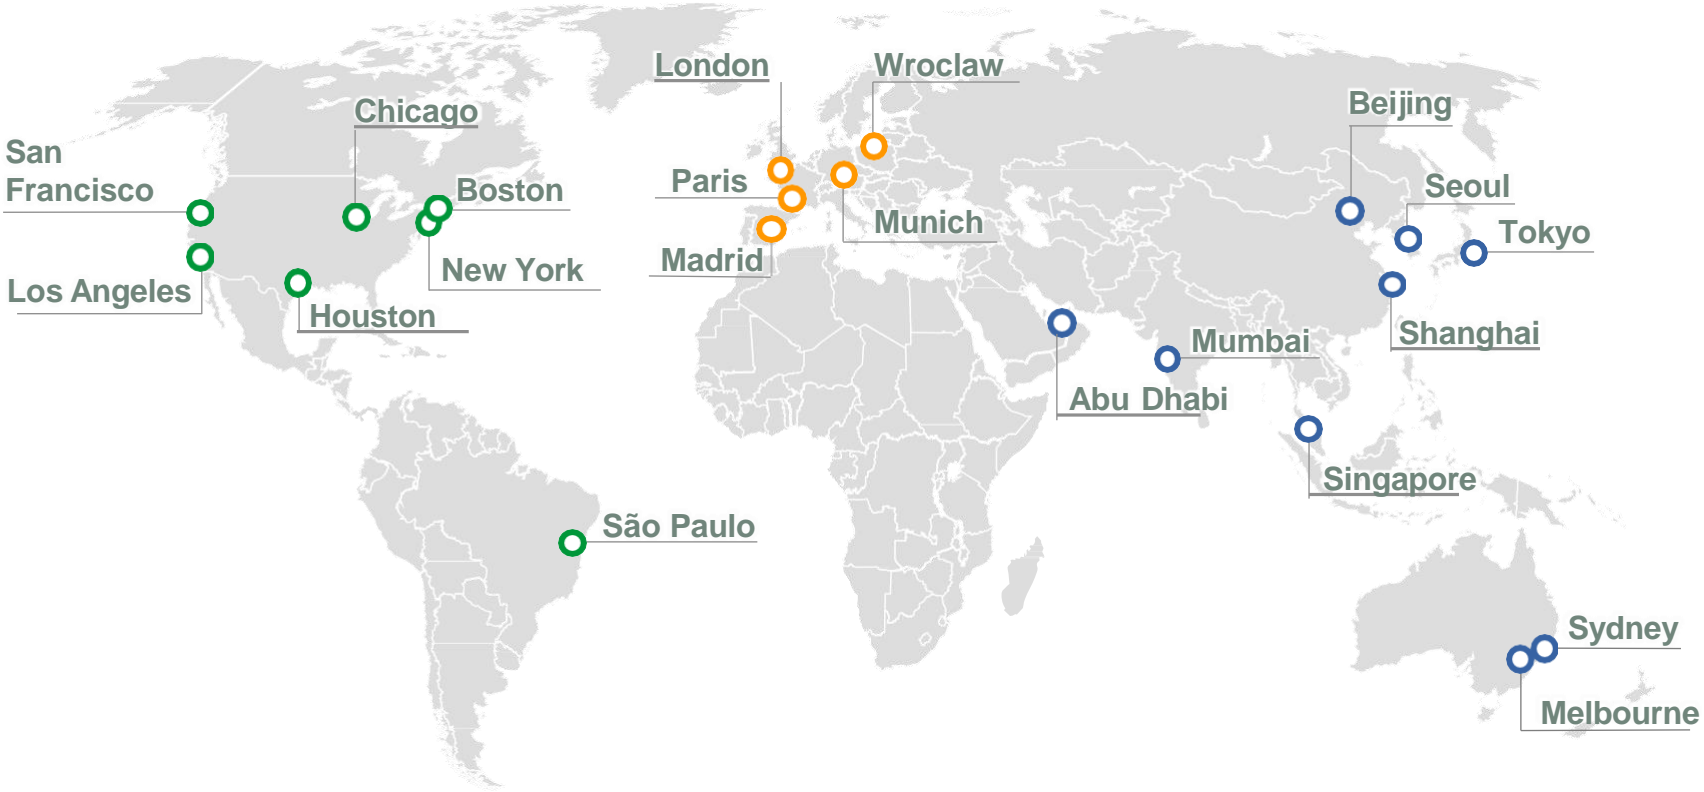 London
Wroclaw
Chicago
Beijing
San
Francisco
Boston
Paris
Seoul
Munich
Tokyo
New York
Madrid
Los Angeles
Houston
Shanghai
Mumbai
Abu Dhabi
Singapore
São Paulo
Sydney
Melbourne